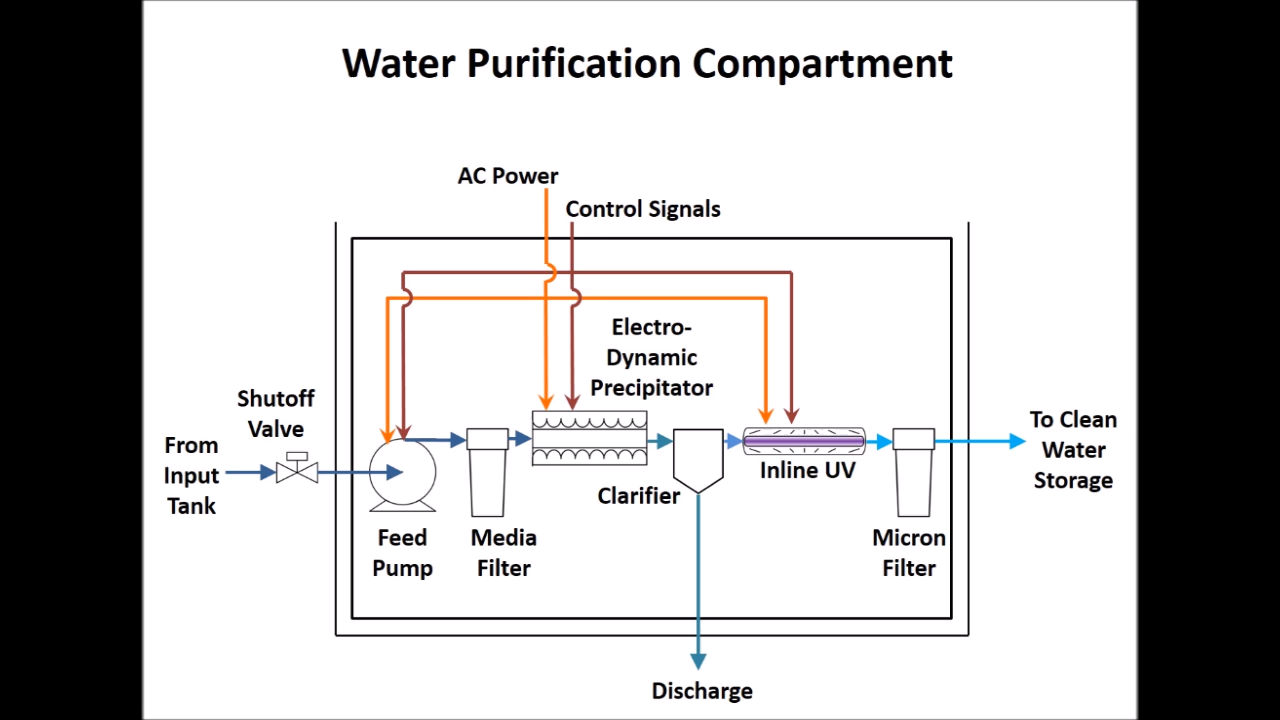 Water Purification Compartment
AC Power
Control Signals
Electro-
Dynamic
Precipitator
Shutoff
Valve
From
Input
Tank
To Clean
Water
Storage
Inline UV
Clarifier
Feed
Pump
Media
Filter
Micron
Filter
Discharge